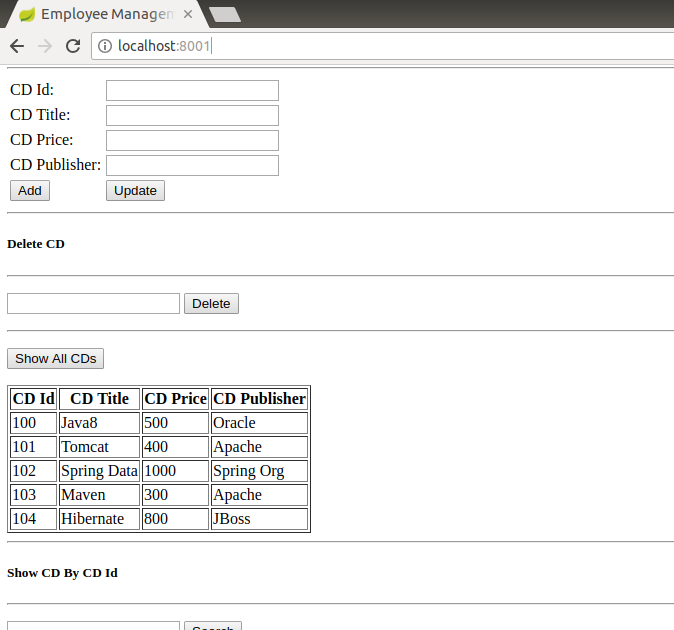 Employee Managem
localhost:8001
CD Id:
CD Title:
CD Price:
CD Publisher:
Add Update
Delete CD
Delete
Show All CDs
CD Id CD Title CD Price CD Publisher
100 Java8 500 Oracle
101 Tomcat 400 Apache
102 Spring Data 1000 Spring Org
103 Maven 300 Apache
104 Hibernate 800 JBoss
Show CD By CD Id
Search